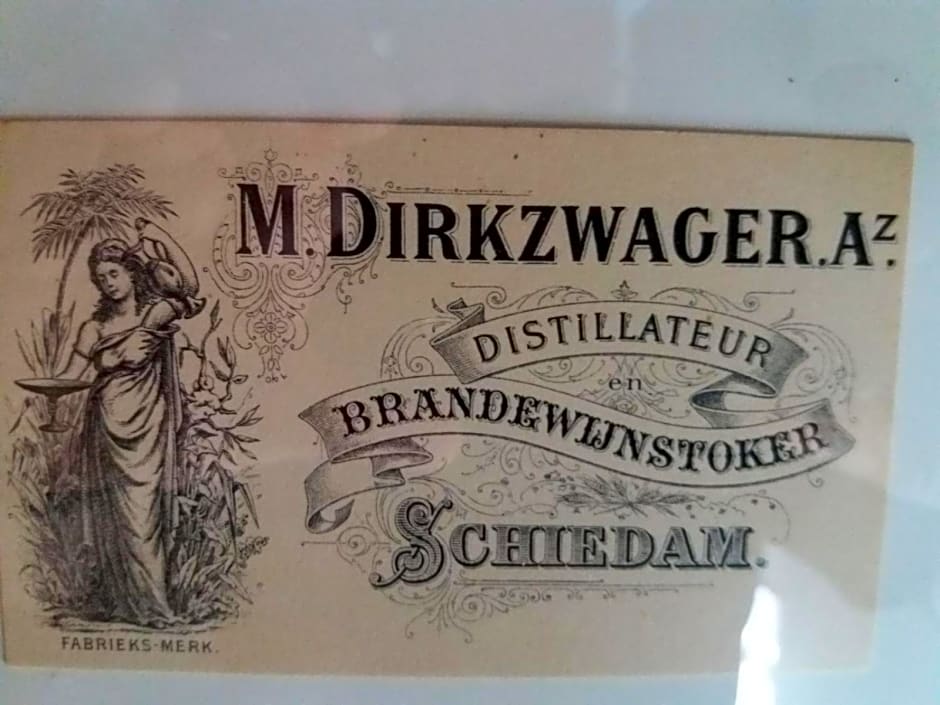 M. DIRKZWAGER. Az.
DISTILLATEUR
en
BRANDEWIJNSTOKER
SCHIEDAM.
FABRIEKS-MERK.